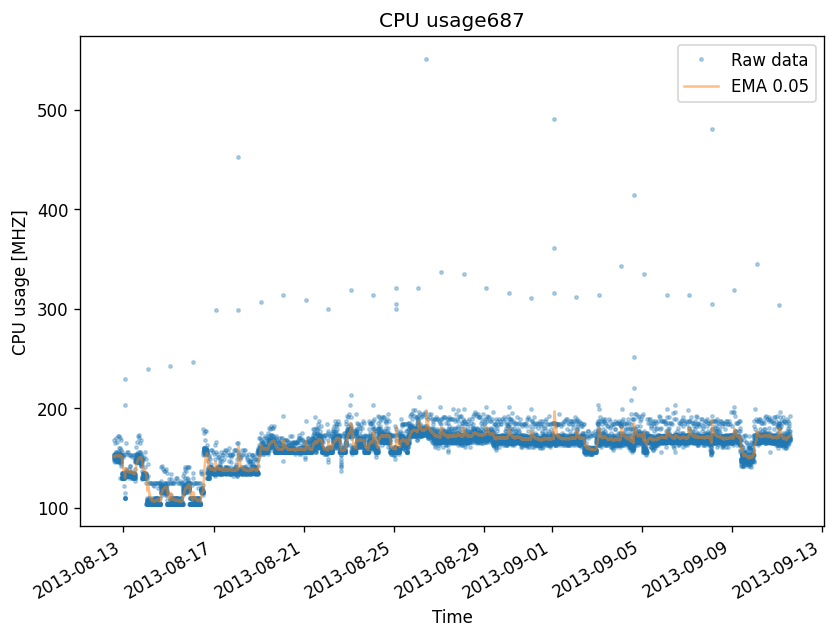 CPU usage687
Raw data
EMA 0.05
CPU usage [MHZ]
500
400
300
200
100
2013-08-13
2013-08-17
2013-08-21
2013-08-25
2013-08-29
2013-09-01
2013-09-05
2013-09-09
2013-09-13
Time